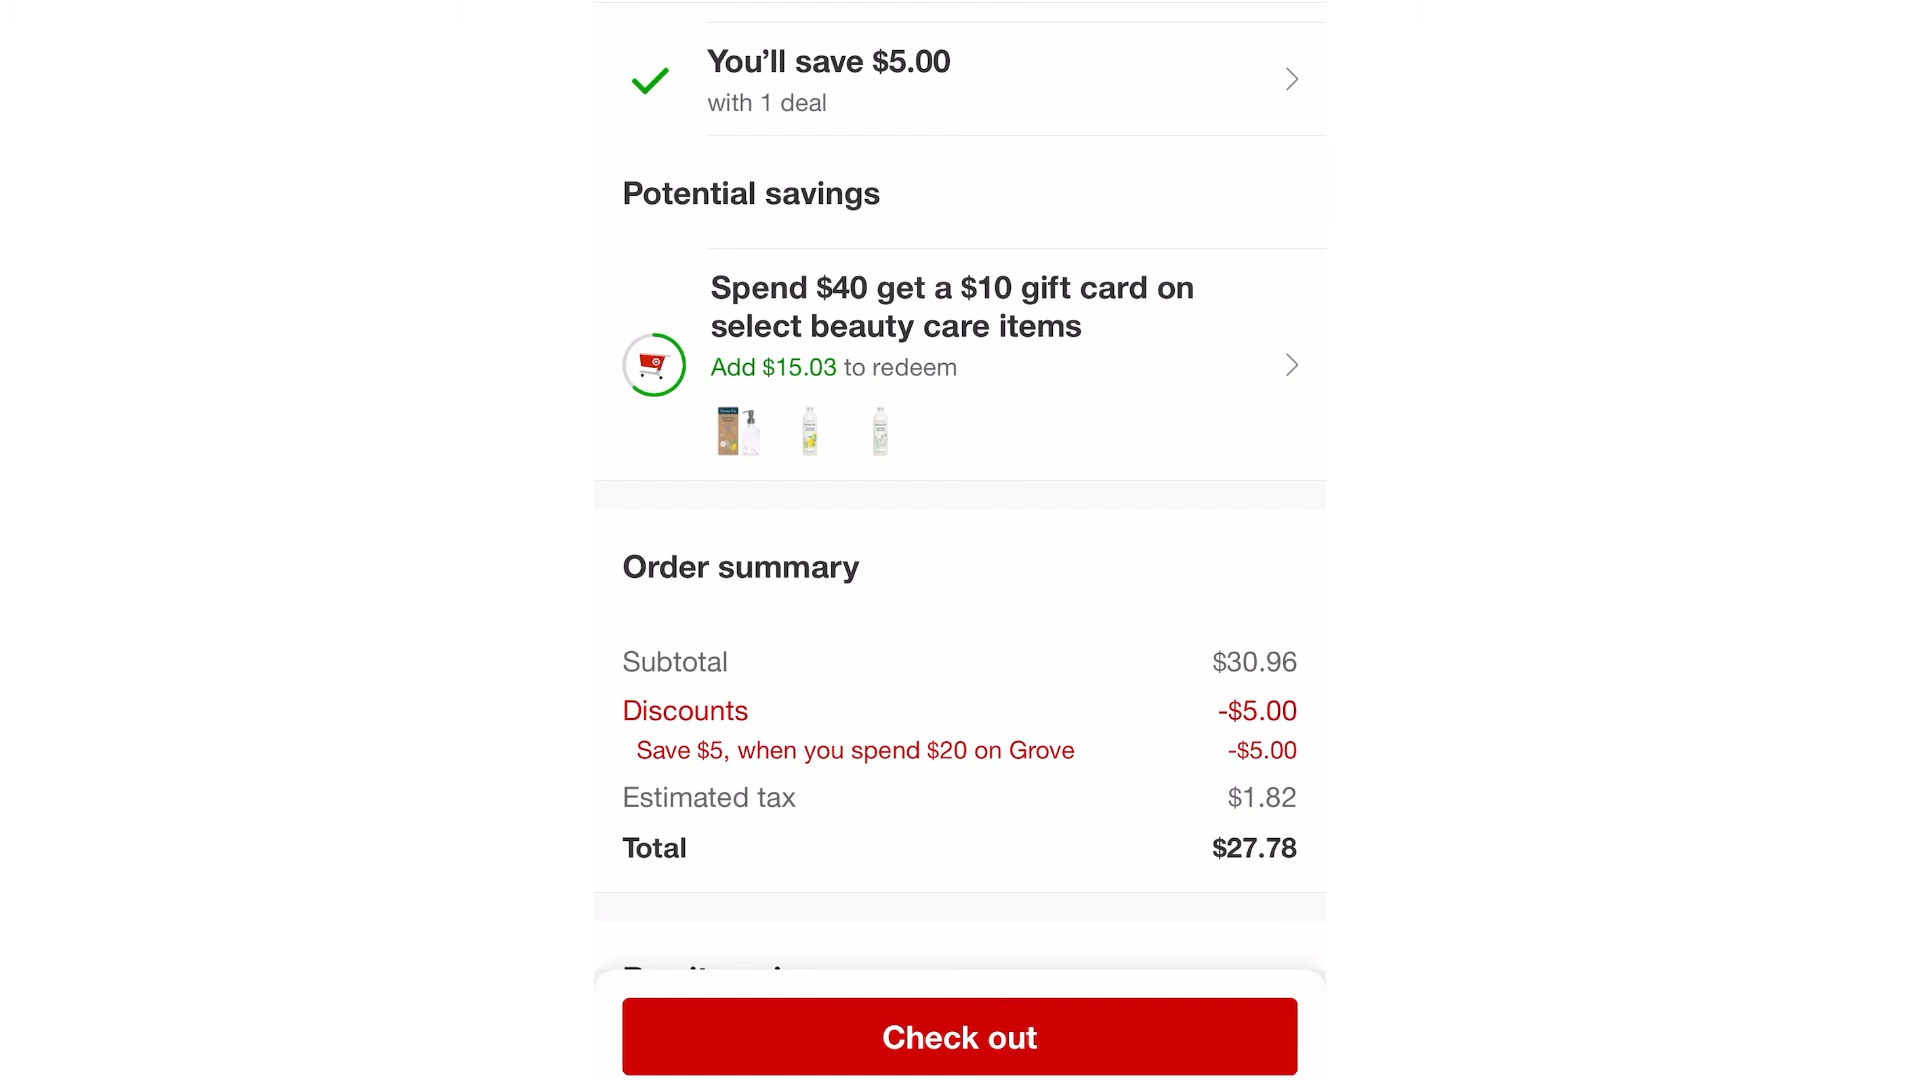 You’ll save $5.00
with 1 deal
Potential savings
Spend $40 get a $10 gift card on
select beauty care items
Add $15.03 to redeem
Order summary
Subtotal $30.96
Discounts -$5.00
Save $5, when you spend $20 on Grove -$5.00
Estimated tax $1.82
Total $27.78
Check out